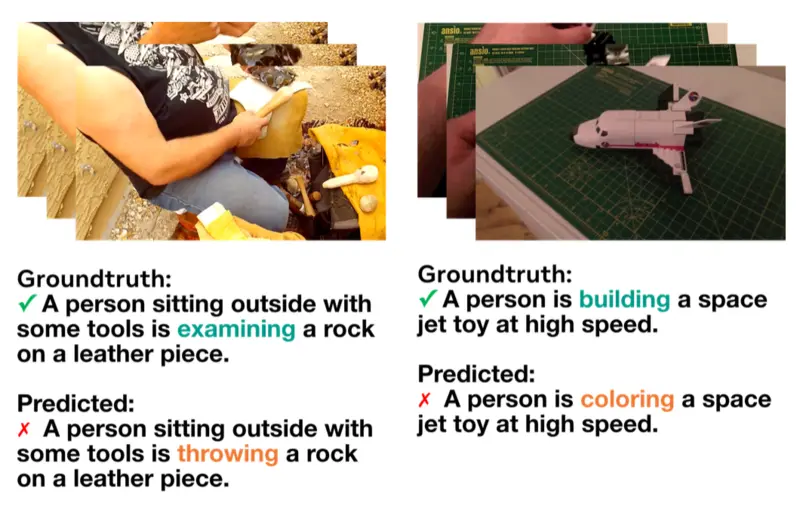 ansio
ansio
Groundtruth:
✓ A person sitting outside with
some tools is examining a rock
on a leather piece.
Predicted:
✗ A person sitting outside with
some tools is throwing a rock
on a leather piece.
Groundtruth:
✓ A person is building a space
jet toy at high speed.
Predicted:
✗ A person is coloring a space
jet toy at high speed.